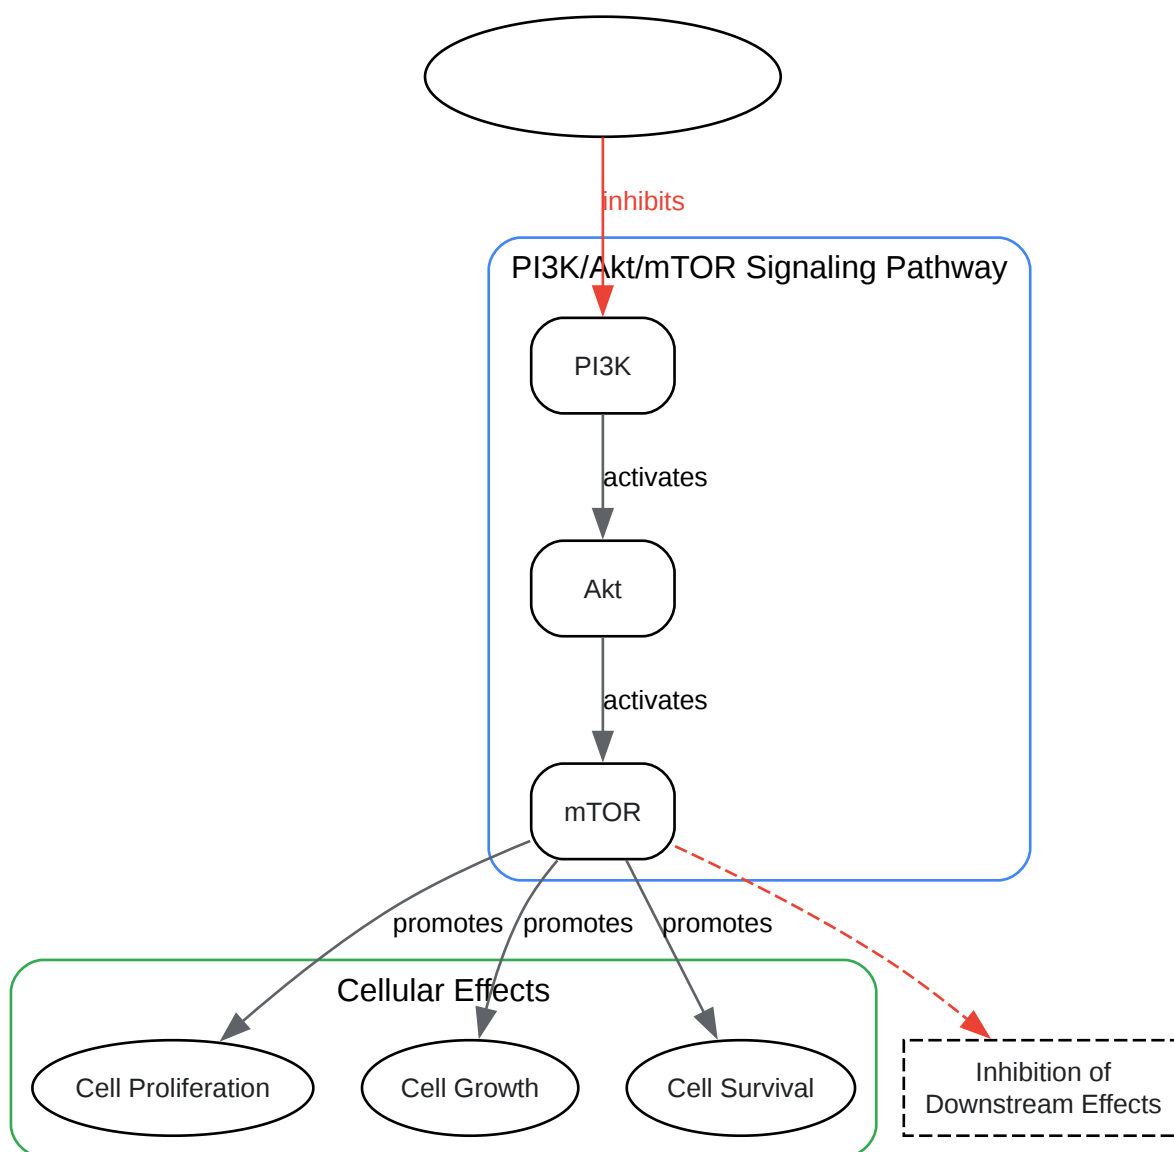 inhibits
PI3K/Akt/mTOR Signaling Pathway
PI3K
activates
Akt
activates
mTOR
promotes promotes promotes
Cellular Effects
Cell Proliferation Cell Growth Cell Survival
Inhibition of
Downstream Effects